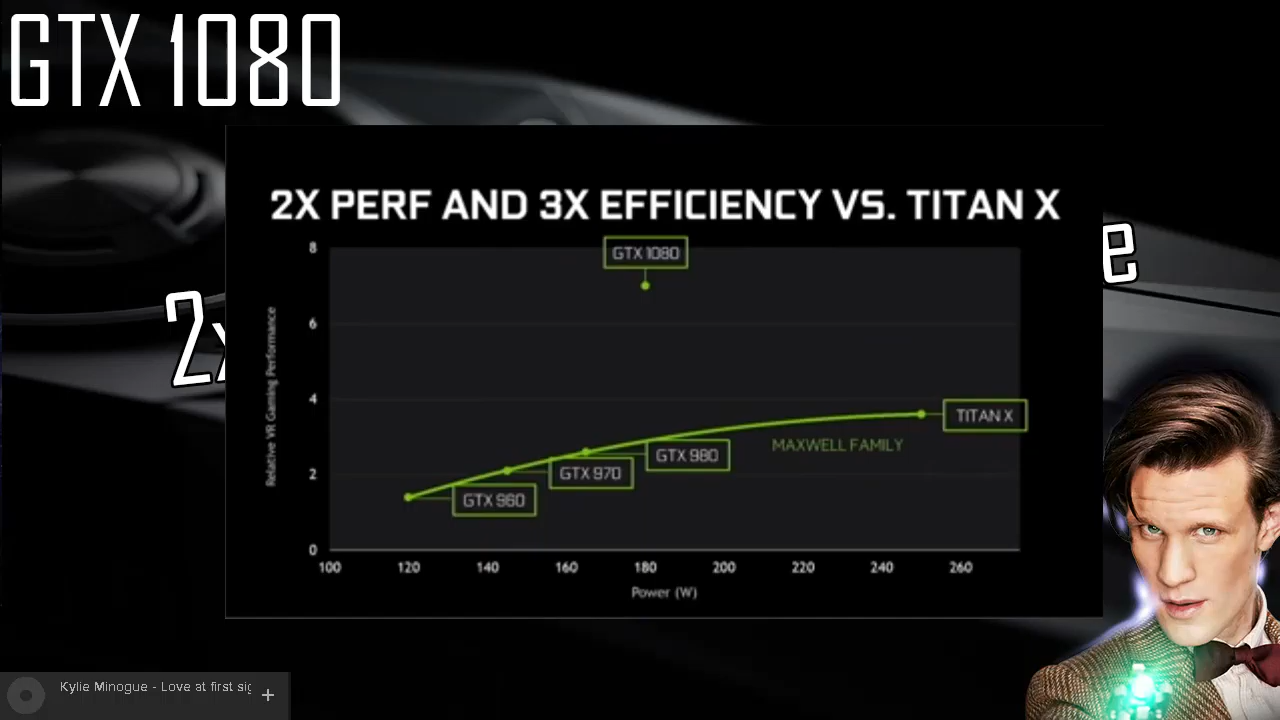 GTX 1080
2X PERF AND 3X EFFICIENCY VS. TITAN X
e
2x
8
GTX 1080
6
Relative VR Gaming Performance
4
TITAN X
MAXWELL FAMILY
GTX 980
2
GTX 970
GTX 960
0
100 120 140 160 180 200 220 240 260
Power (W)
Kylie Minogue - Love at first sig +